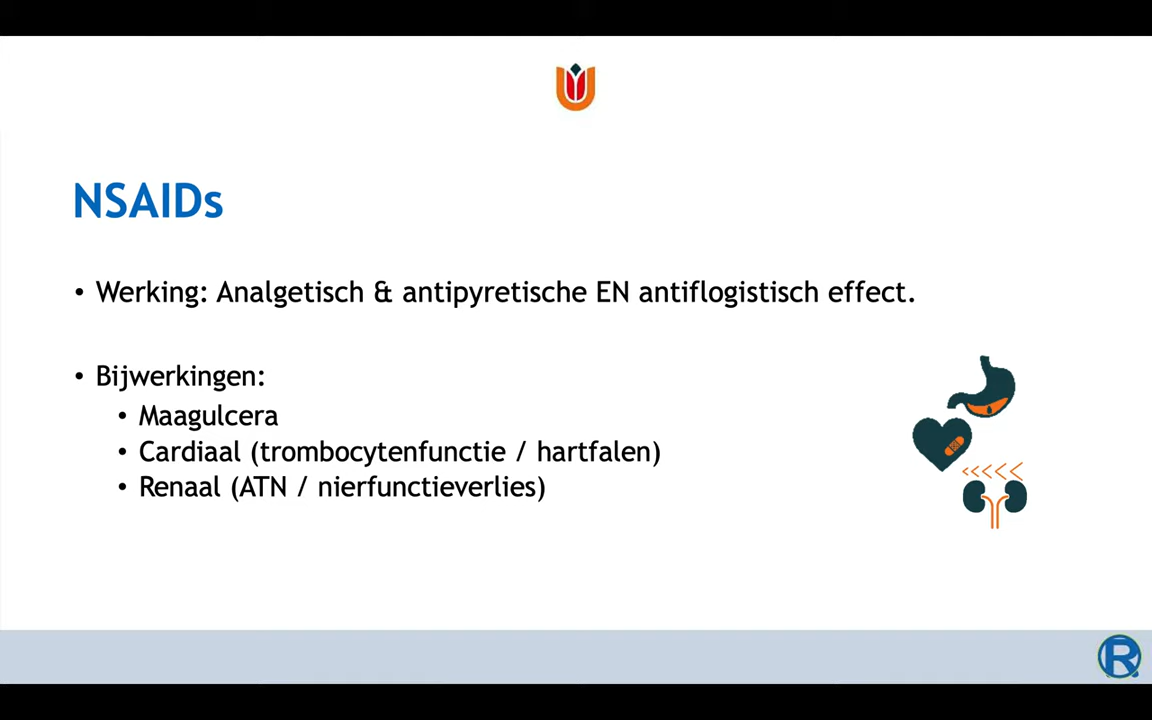 NSAIDs
• Werking: Analgetisch & antipyretische EN antiflogistisch effect.
• Bijwerkingen:
• Maagulcera
• Cardiaal (trombocytenfunctie / hartfalen)
• Renaal (ATN / nierfunctieverlies)
R